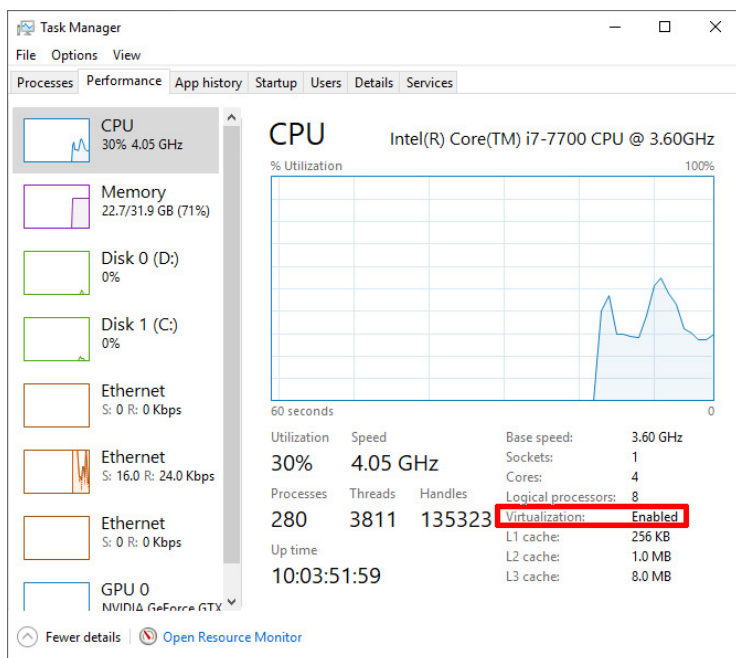 Task Manager
File Options View
Processes Performance App history Startup Users Details Services
CPU
30% 4.05 GHz
Memory
22.7/31.9 GB (71%)
Disk 0 (D:)
0%
Disk 1 (C:)
0%
Ethernet
S: 0 R: 0 Kbps
Ethernet
S: 16.0 R: 24.0 Kbps
Ethernet
S: 0 R: 0 Kbps
GPU 0
NVIDIA GeForce GTX
CPU Intel(R) Core(TM) i7-7700 CPU @ 3.60GHz
% Utilization 100%
60 seconds 0
Utilization Speed
30% 4.05 GHz
Processes Threads Handles
280 3811 135323
Up time
10:03:51:59
Base speed: 3.60 GHz
Sockets: 1
Cores: 4
Logical processors: 8
Virtualization: Enabled
L1 cache: 256 KB
L2 cache: 1.0 MB
L3 cache: 8.0 MB
Fewer details Open Resource Monitor